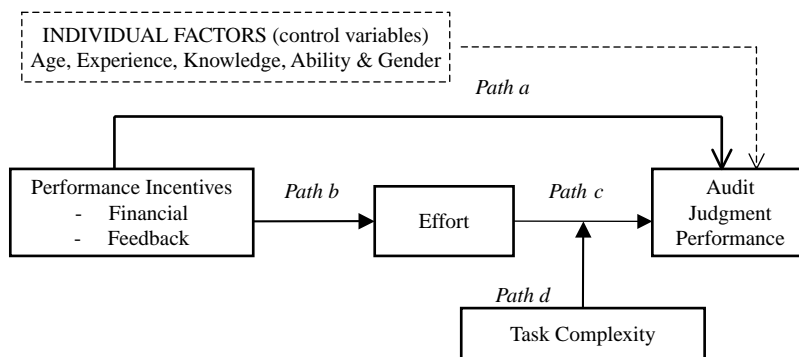 INDIVIDUAL FACTORS (control variables)
Age, Experience, Knowledge, Ability & Gender
Path a
Performance Incentives
- Financial
- Feedback
Path b
Effort
Path c
Audit
Judgment
Performance
Path d
Task Complexity